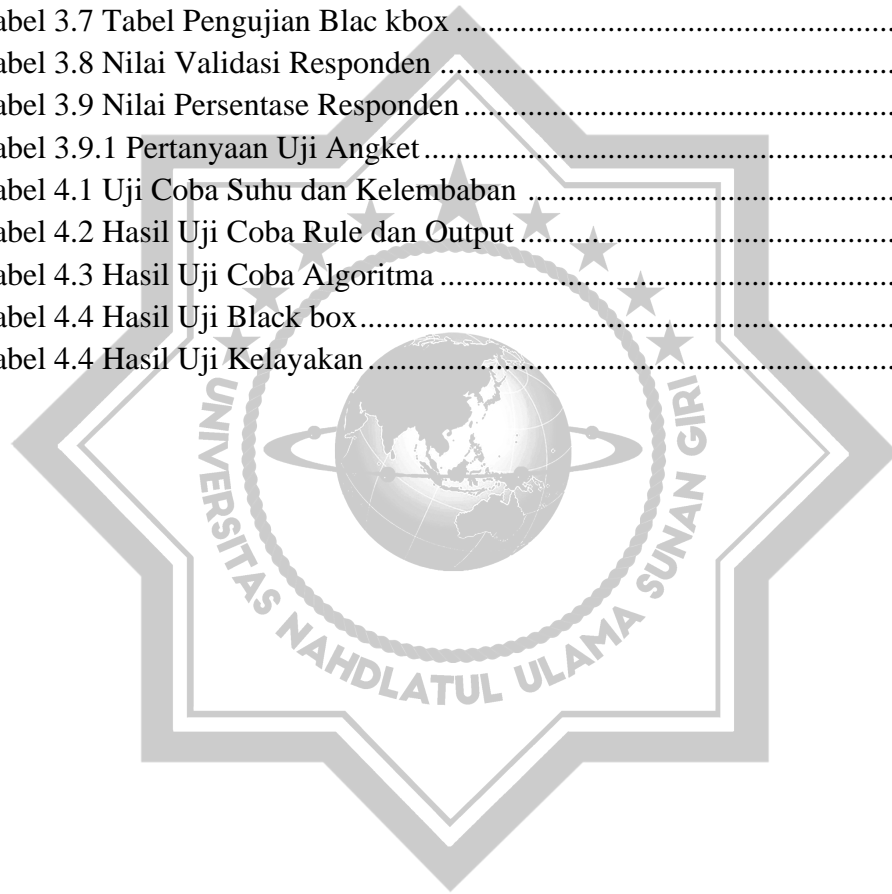 abel 3.7 Tabel Pengujian Blac kbox ....................................................
abel 3.8 Nilai Validasi Responden ......................................................
abel 3.9 Nilai Persentase Responden ...................................................
abel 3.9.1 Pertanyaan Uji Angket ........................................................
abel 4.1 Uji Coba Suhu dan Kelembaban ............................................
abel 4.2 Hasil Uji Coba Rule dan Output .............................................
abel 4.3 Hasil Uji Coba Algoritma ......................................................
abel 4.4 Hasil Uji Black box ................................................................
abel 4.4 Hasil Uji Kelayakan ...............................................................
UNIVERSITAS NAHDLATUL ULAMA SUNAN GIRI